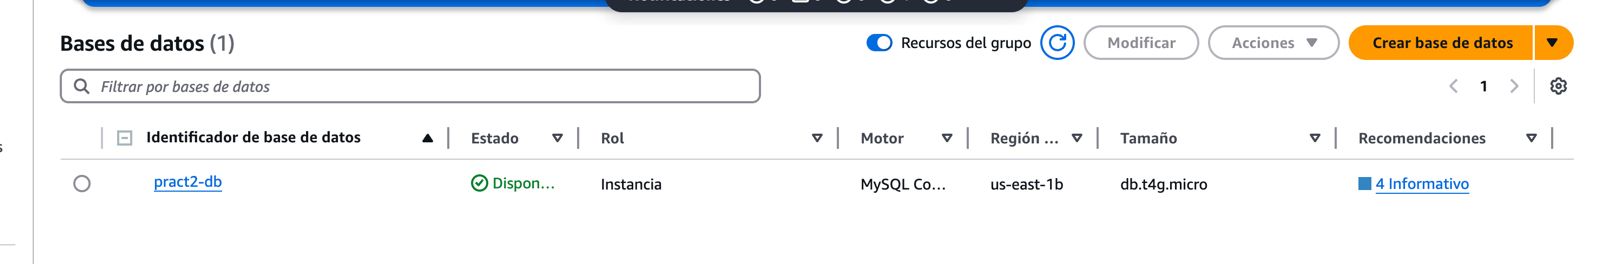 Bases de datos (1)
Recursos del grupo
Modificar
Acciones
Crear base de datos
Filtrar por bases de datos
1
Identificador de base de datos
Estado
Rol
Motor
Región ...
Tamaño
Recomendaciones
pract2-db
Dispon...
Instancia
MySQL Co...
us-east-1b
db.t4g.micro
4 Informativo